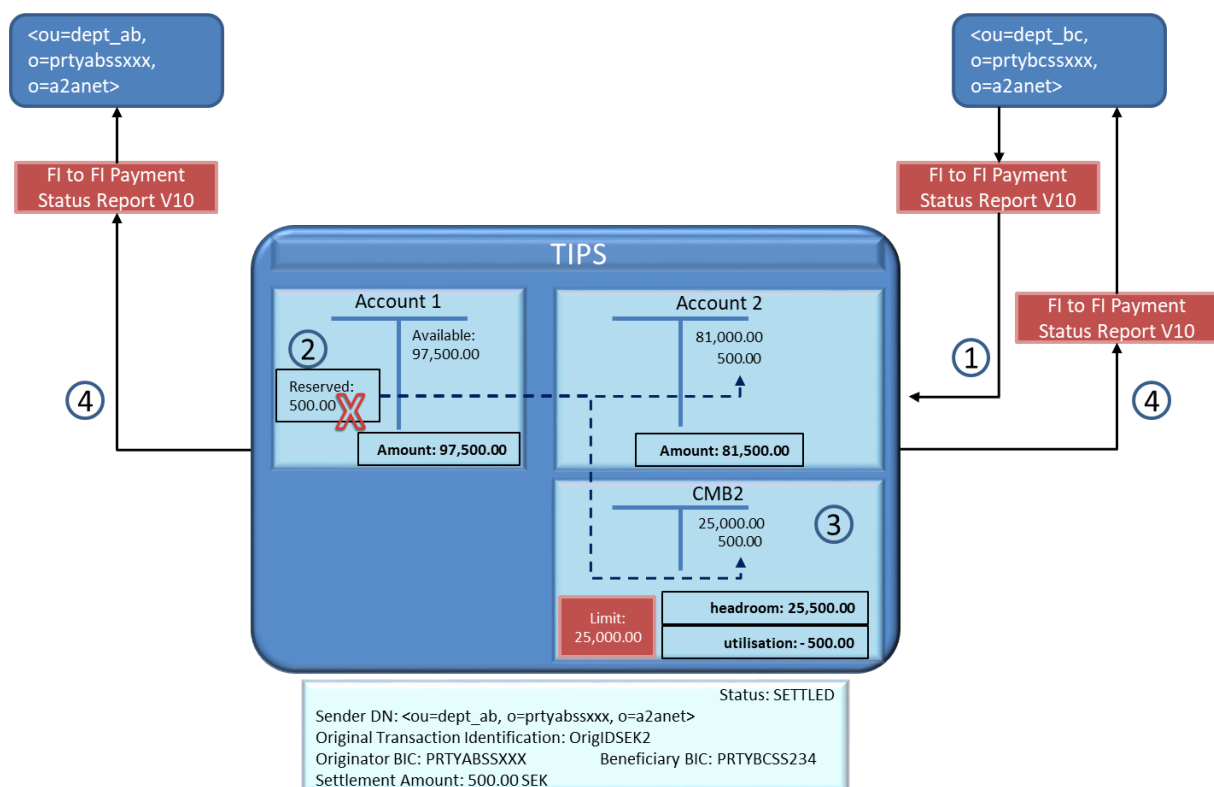 <ou=dept_ab,
o=prtyabssxxx,
o=a2anet>
<ou=dept_bc,
o=prtybcssxxx,
o=a2anet>
FI to FI Payment
Status Report V10
FI to FI Payment
Status Report V10
TIPS
FI to FI Payment
Status Report V10
Account 1
Available:
97,500.00
2
Reserved:
500.00
X
Amount: 97,500.00
Account 2
81,000.00
500.00
Amount: 81,500.00
1
4
4
CMB2
25,000.00
500.00
3
Limit:
25,000.00
headroom: 25,500.00
utilisation: - 500.00
Status: SETTLED
Sender DN: <ou=dept_ab, o=prtyabssxxx, o=a2anet>
Original Transaction Identification: OrigIDSEK2
Originator BIC: PRTYABSSXXX Beneficiary BIC: PRTYBCSS234
Settlement Amount: 500.00 SEK